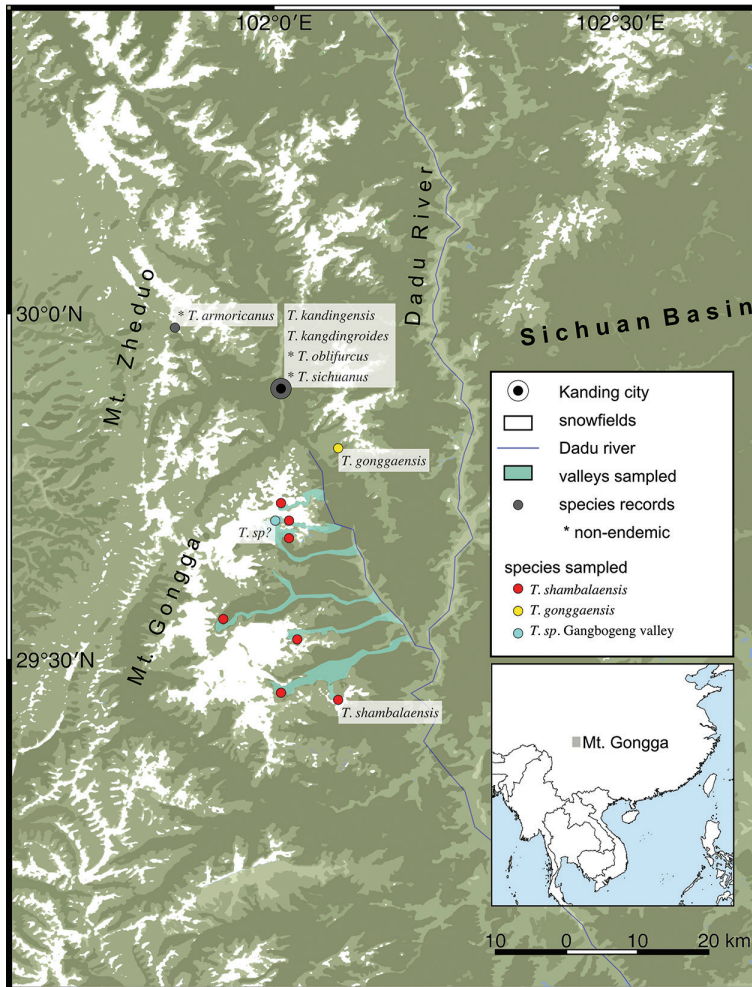 102°0′E
102°30′E
Dadu River
30°0′N
Mt. Zheduo
* T. armoricanus
T. kandingensis
T. kangdingroides
* T. oblifurcus
* T. sichuanus
Sichuan Basin
Kanding city
snowfields
Dadu river
valleys sampled
species records
* non-endemic
species sampled
T. shambalaensis
T. gonggaensis
T. sp. Gangbogeng valley
T. gonggaensis
T. sp?
Mt. Gongga
29°30′N
T. shambalaensis
Mt. Gongga
10 0 10 20 km